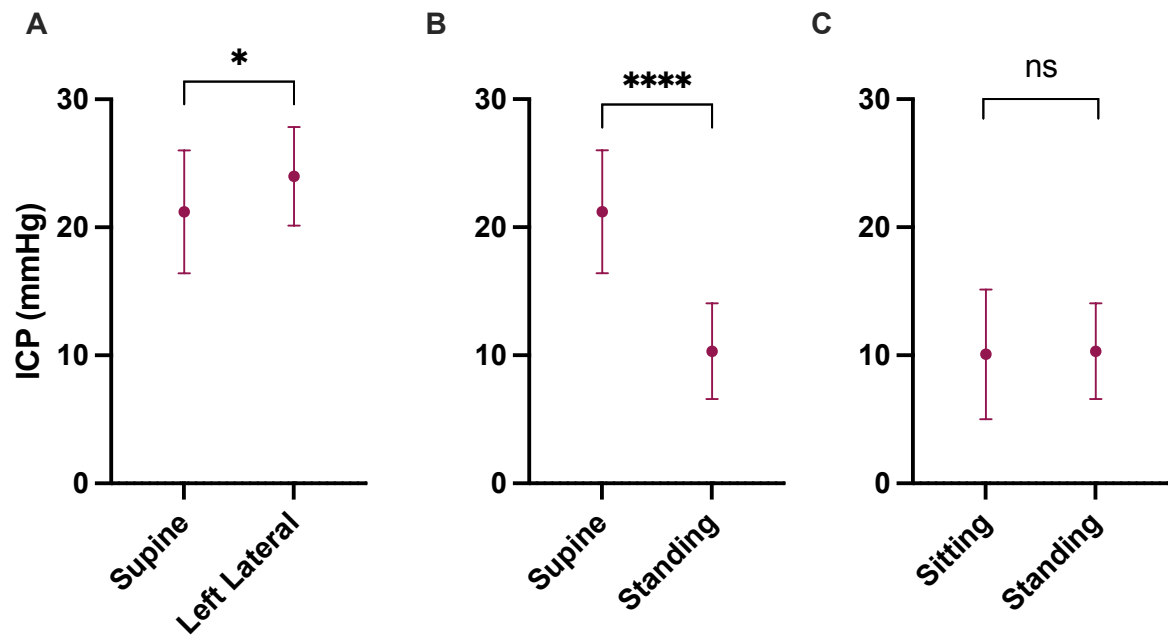 A
B
C
*
****
ns
ICP (mmHg)
30
20
10
0
Supine
Left Lateral
30
20
10
0
Supine
Standing
30
20
10
0
Sitting
Standing